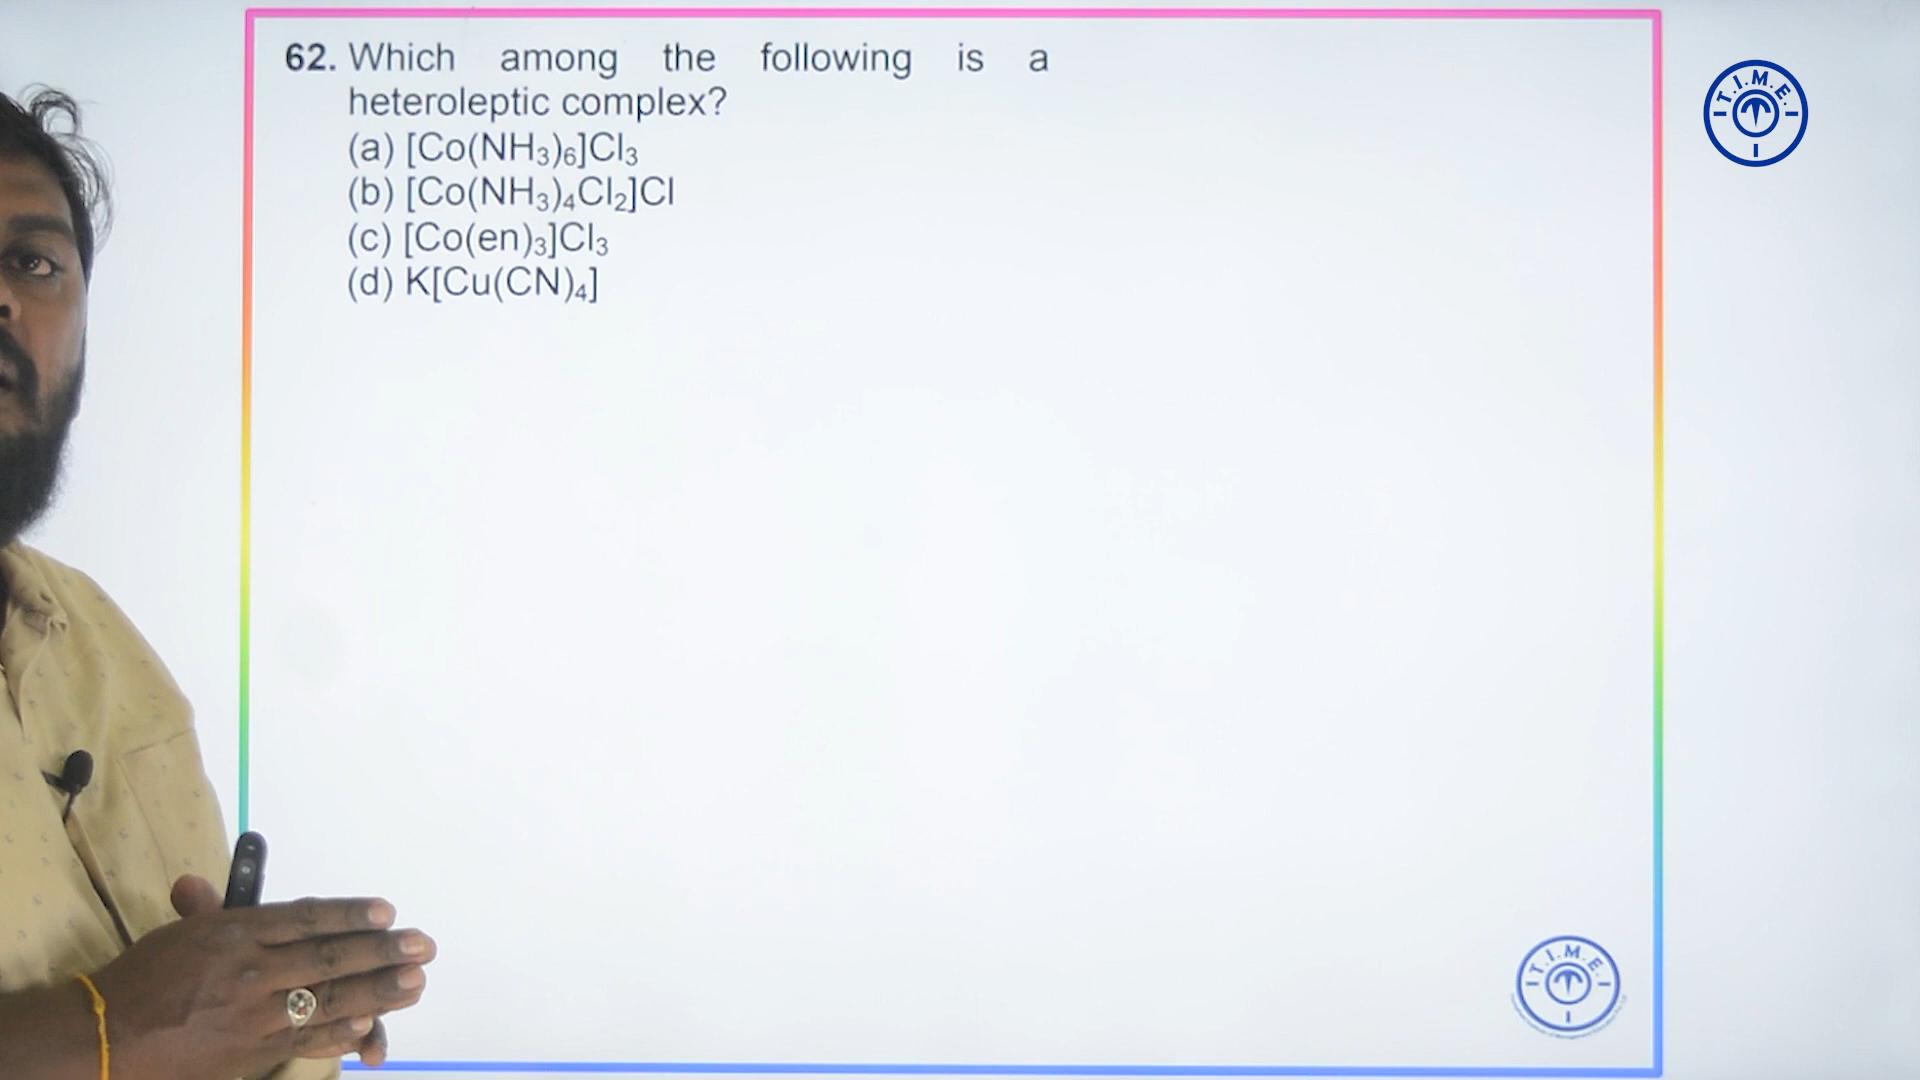 62. Which among the following is a
heteroleptic complex?
(a) [Co(NH₃)₆]Cl₃
(b) [Co(NH₃)₄Cl₂]Cl
(c) [Co(en)₃]Cl₃
(d) K[Cu(CN)₄]
T.I.M.E.
T.I.M.E.